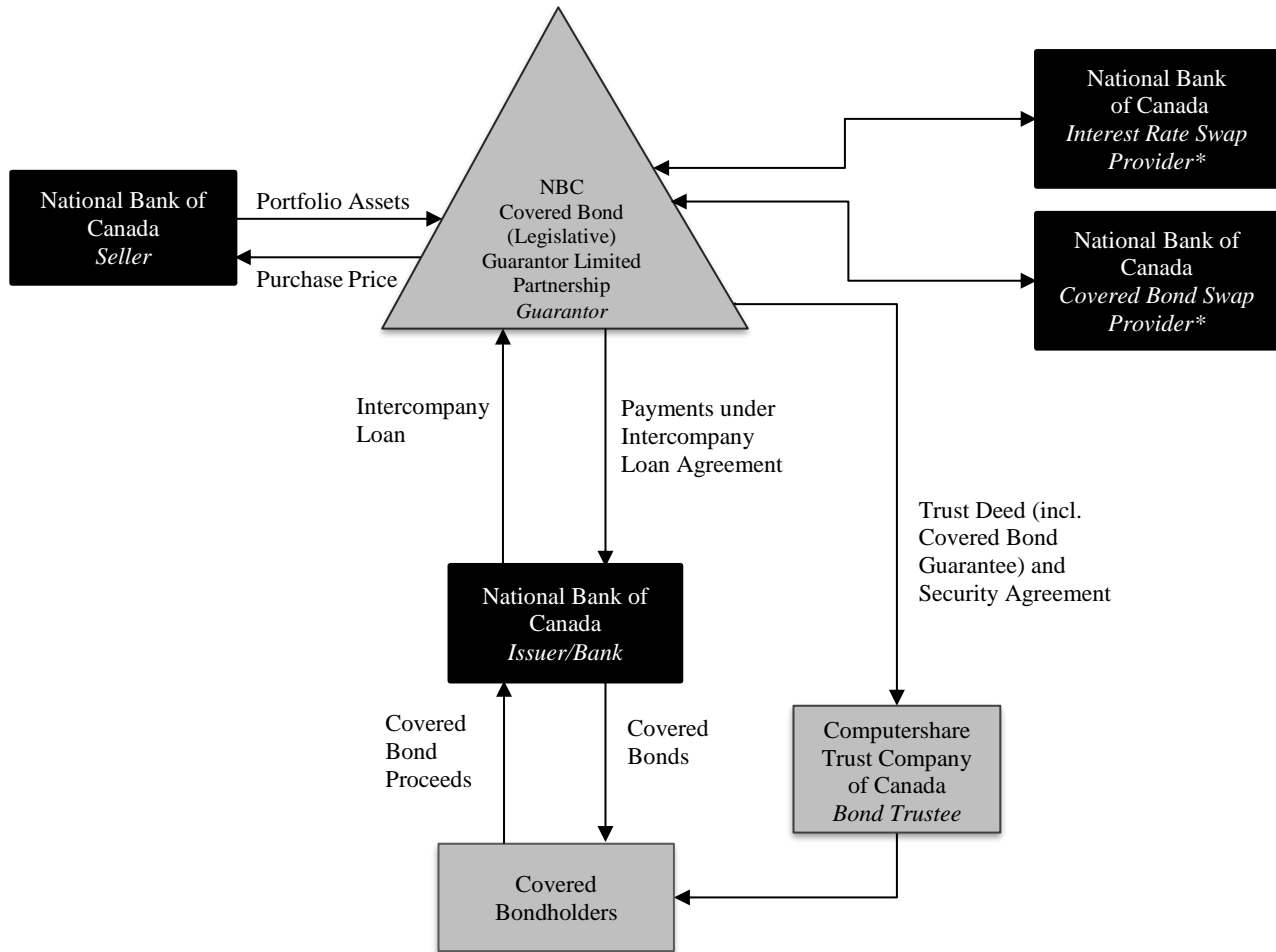 National Bank
of Canada
Interest Rate Swap
Provider*
National Bank of
Canada
Seller
Portfolio Assets
Purchase Price
NBC
Covered Bond
(Legislative)
Guarantor Limited
Partnership
Guarantor
National Bank of
Canada
Covered Bond Swap
Provider*
Intercompany
Loan
Payments under
Intercompany
Loan Agreement
Trust Deed (incl.
Covered Bond
Guarantee) and
Security Agreement
National Bank of
Canada
Issuer/Bank
Covered
Bond
Proceeds
Covered
Bonds
Computershare
Trust Company
of Canada
Bond Trustee
Covered
Bondholders